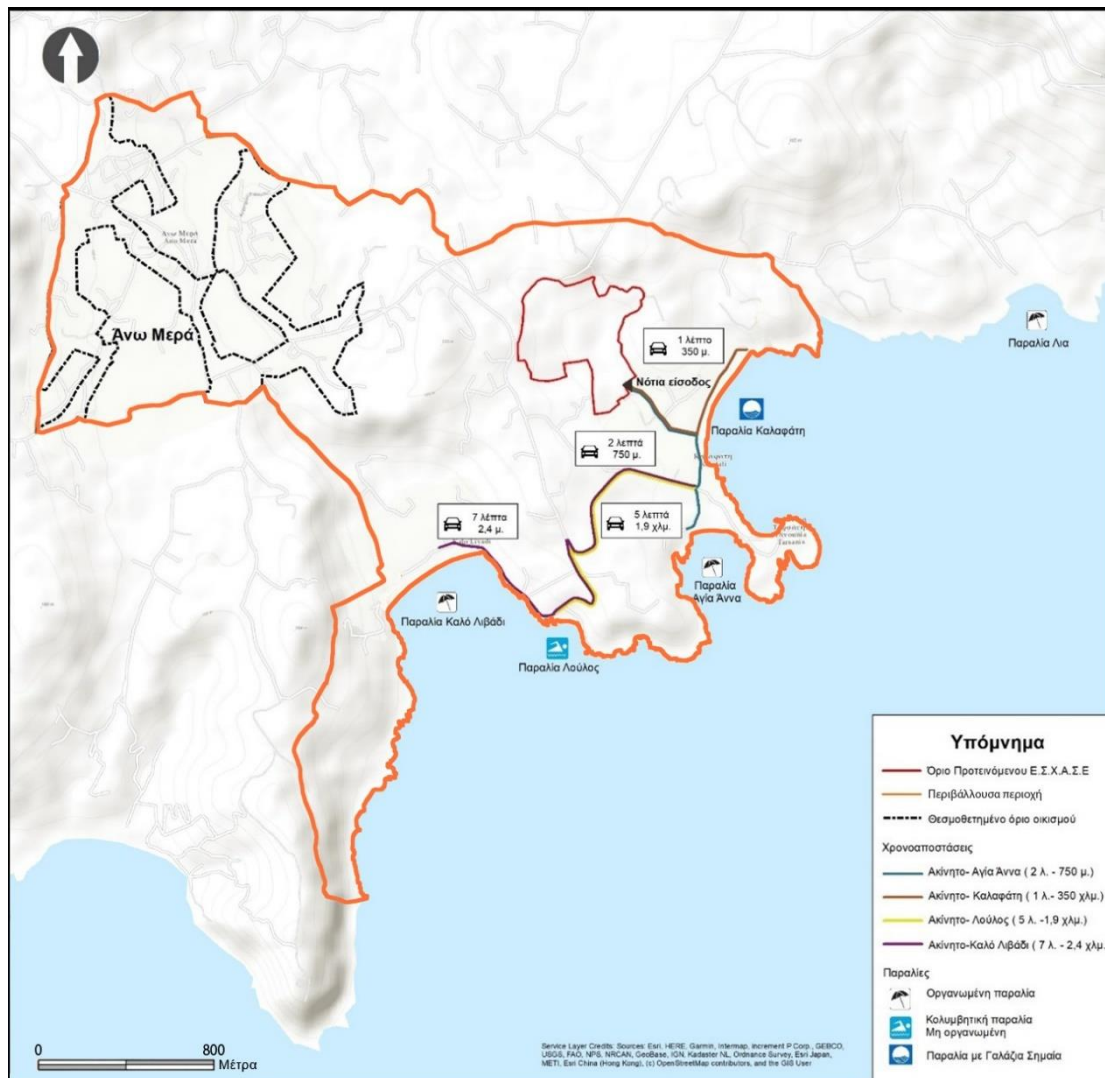 Άνω Μερά
Άνω Μερά
1 λέπτο
350 μ.
Νότια είσοδος
Παραλία Λια
Παραλία Καλαφάτη
2 λεπτά
750 μ.
7 λέπτα
2,4 μ.
5 λεπτά
1,9 χλμ.
Παραλία
Αγία Άννα
Παραλία Καλό Λιβάδι
Παραλία Λούλος
Υπόμνημα
Όριο Προτεινόμενου Ε.Σ.Χ.Α.Σ.Ε
Περιβάλλουσα περιοχή
Θεσμοθετημένο όριο οικισμού
Χρονοαποστάσεις
Ακίνητο- Αγία Άννα ( 2 λ. - 750 μ.)
Ακίνητο- Καλαφάτη ( 1 λ.- 350 χλμ.)
Ακίνητο- Λούλος ( 5 λ. -1,9 χλμ.)
Ακίνητο-Καλό Λιβάδι ( 7 λ. - 2,4 χλμ.
Παραλίες
Οργανωμένη παραλία
Κολυμβητική παραλία
Μη οργανωμένη
Παραλία με Γαλάζια Σημαία
0 800
Μέτρα
Service Layer Credits: Sources: Esri, HERE, Garmin, Intermap, increment P Corp., GEBCO,
USGS, FAO, NPS, NRCAN, GeoBase, IGN, Kadaster NL, Ordnance Survey, Esri Japan,
METI, Esri China (Hong Kong), (c) OpenStreetMap contributors, and the GIS User